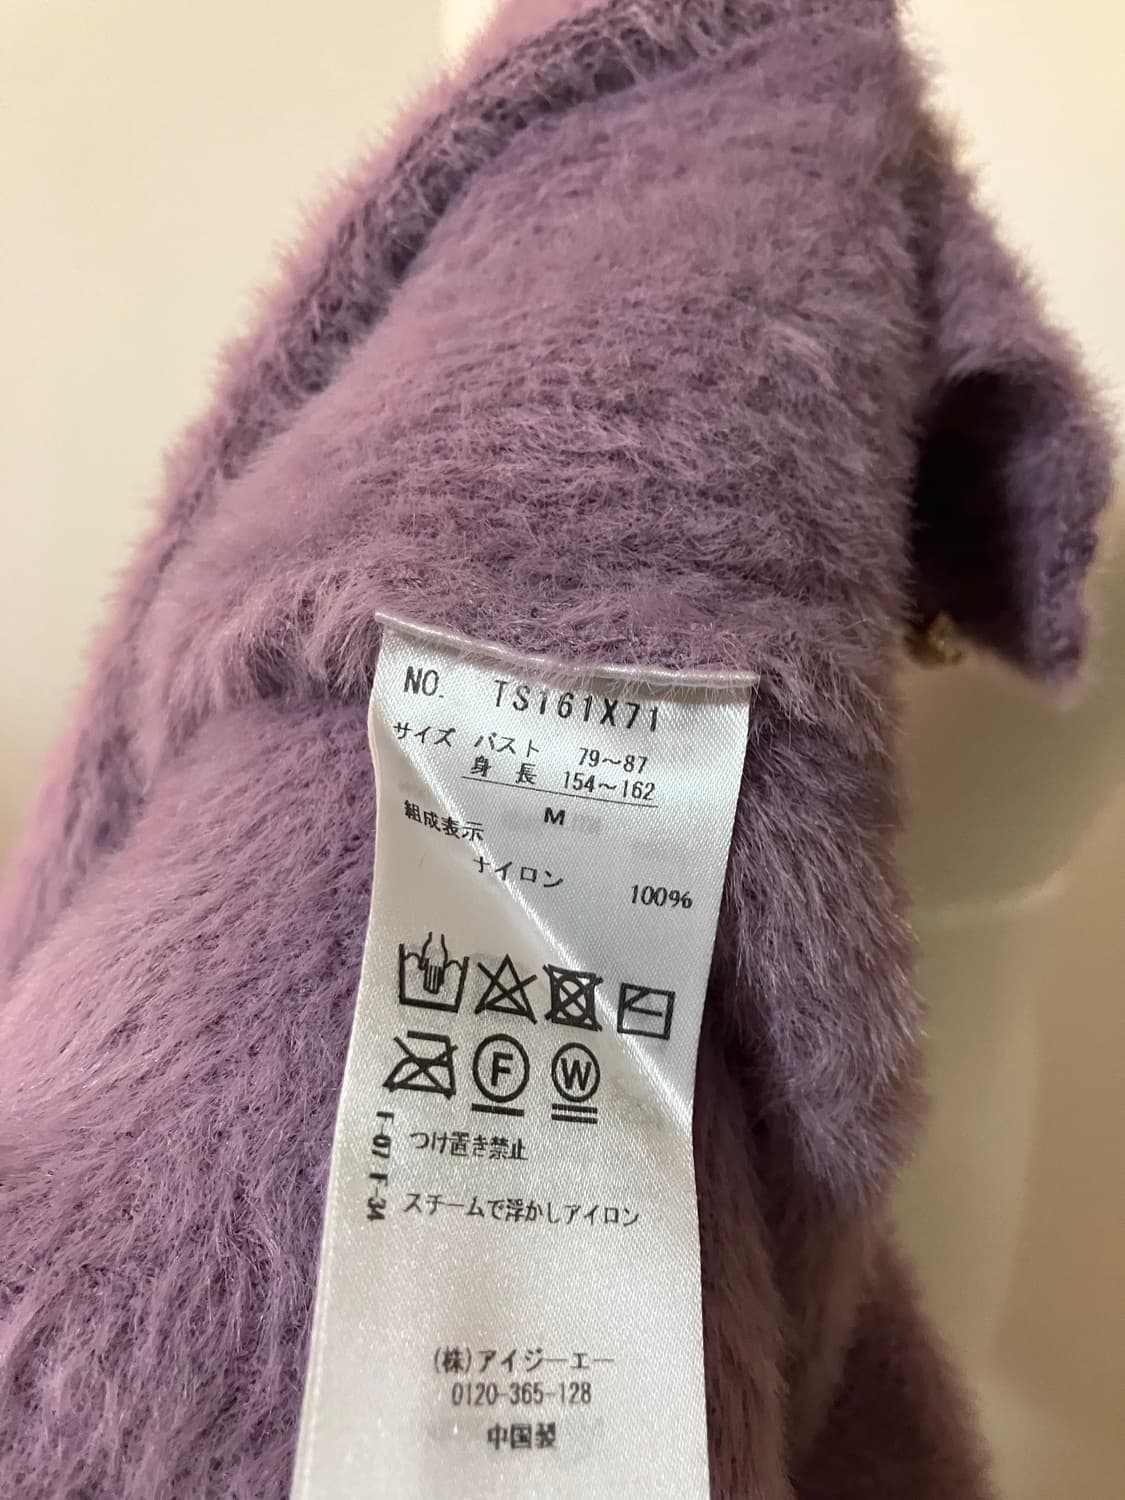 NO. TS161X71
サイズ バスト 79~87
身長 154~162
M
組成表示
ナイロン 100%
F W
F-07 F-34
つけ置き禁止
スチームで浮かしアイロン
(株)アイジーエー
0120-365-128
中国製